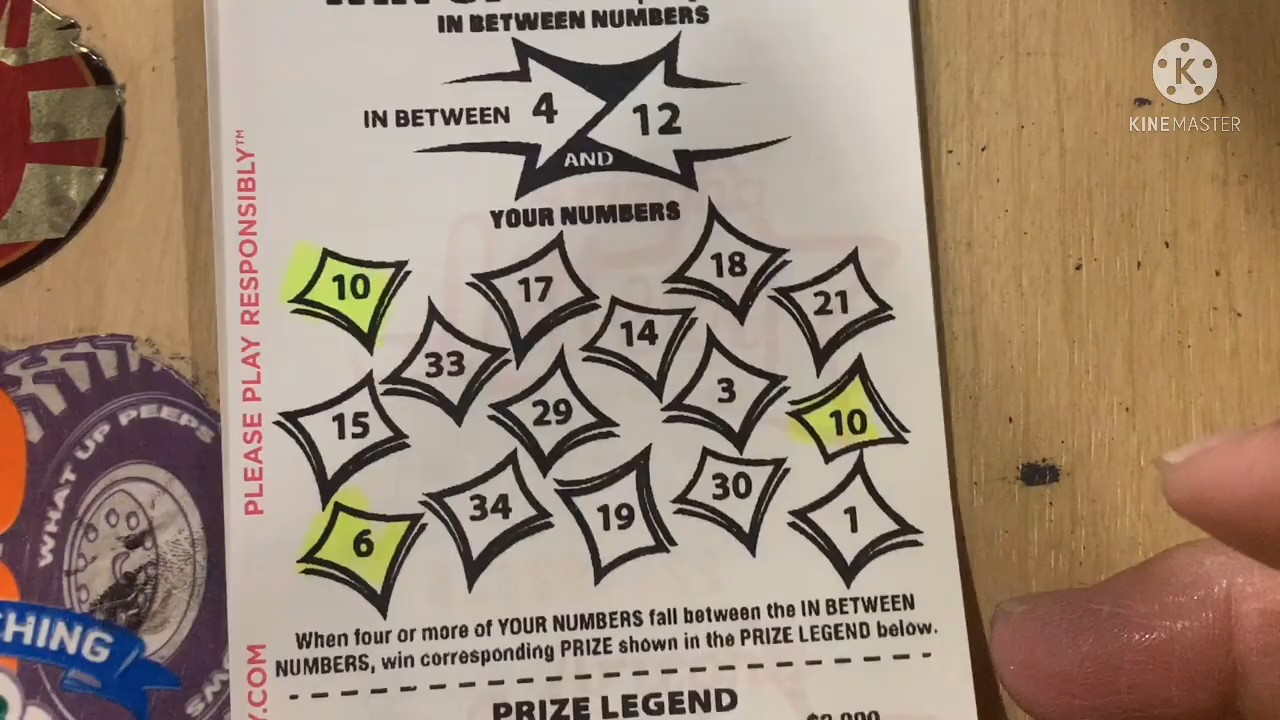 IN BETWEEN NUMBERS
IN BETWEEN 4 12
AND
YOUR NUMBERS
10 17 18 21
33 14
15 29 3 10
6 34 19 30 1
When four or more of YOUR NUMBERS fall between the IN BETWEEN
NUMBERS, win corresponding PRIZE shown in the PRIZE LEGEND below.
PRIZE LEGEND
PLEASE PLAY RESPONSIBLY™
Y.COM
WHAT UP PEEPS
CHING
K
KINEMASTER